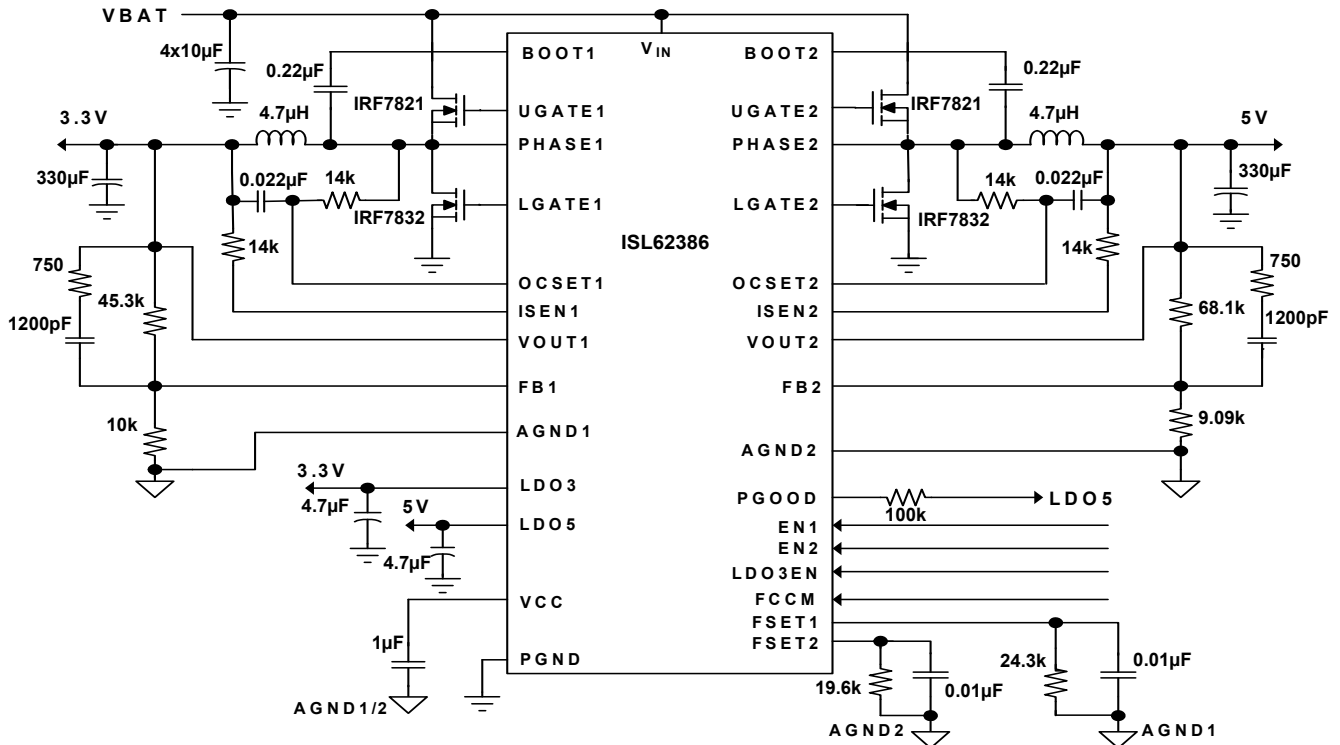 VBAT
4x10µF
0.22µF
BOOT1
VIN
BOOT2
0.22µF
IRF7821
UGATE1
UGATE2
IRF7821
3.3V
4.7µH
PHASE1
PHASE2
4.7µH
5V
330µF
0.022µF
14k
IRF7832
LGATE1
LGATE2
14k
0.022µF
IRF7832
330µF
14k
ISL62386
14k
750
45.3k
OCSET1
OCSET2
750
68.1k
1200pF
ISEN1
ISEN2
1200pF
VOUT1
VOUT2
FB1
FB2
10k
AGND1
9.09k
AGND2
3.3V
LDO3
PGOOD
100k
LDO5
4.7µF
5V
LDO5
EN1
EN2
4.7µF
LDO3EN
VCC
FCCM
FSET1
1µF
FSET2
PGND
19.6k
0.01µF
24.3k
0.01µF
AGND1/2
AGND2
AGND1